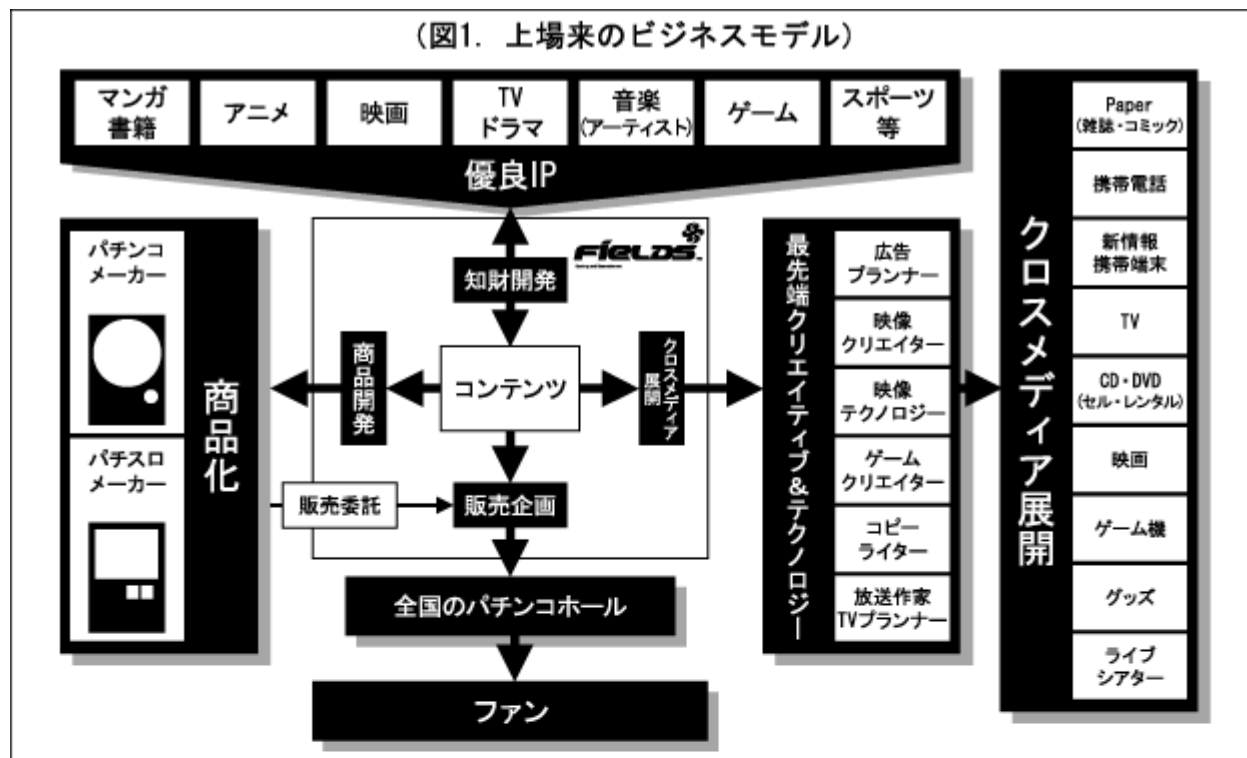 (図1. 上場来のビジネスモデル)
マンガ
書籍
アニメ
映画
TV
ドラマ
音楽
(アーティスト)
ゲーム
スポーツ
等
優良IP
パチンコ
メーカー
パチスロ
メーカー
商品化
FIELDS
知財開発
商品開発
コンテンツ
クロスメディア
展開
販売委託
販売企画
全国のパチンコホール
ファン
最先端クリエイティブ&テクノロジー
広告
プランナー
映像
クリエイター
映像
テクノロジー
ゲーム
クリエイター
コピー
ライター
放送作家
TVプランナー
クロスメディア展開
Paper
(雑誌・コミック)
携帯電話
新情報
携帯端末
TV
CD・DVD
(セル・レンタル)
映画
ゲーム機
グッズ
ライブ
シアター